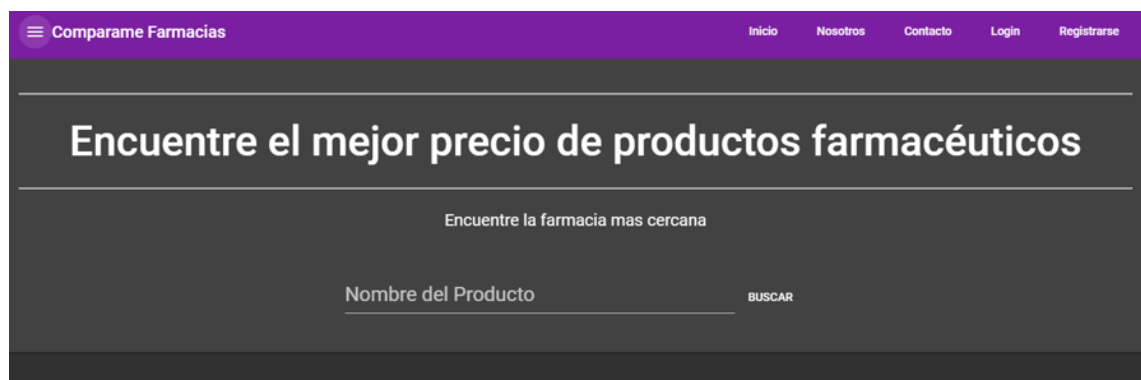 Comparame Farmacias
Inicio Nosotros Contacto Login Registrarse
Encuentre el mejor precio de productos farmacéuticos
Encuentre la farmacia mas cercana
Nombre del Producto
BUSCAR